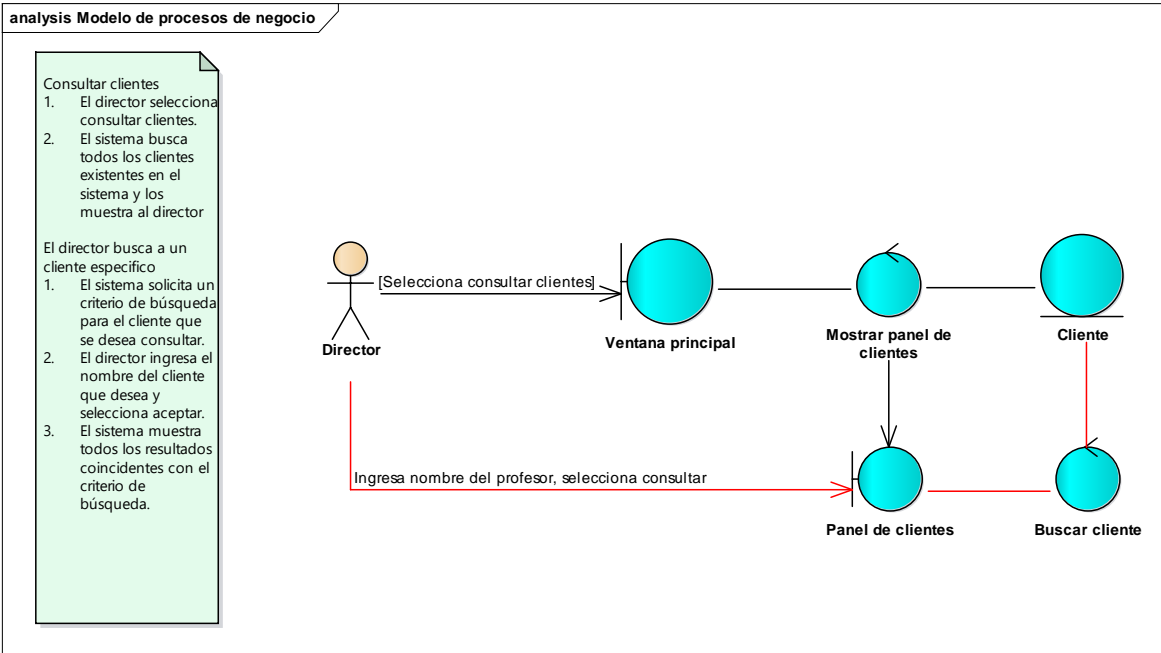 analysis Modelo de procesos de negocio
Consultar clientes
1. El director selecciona
consultar clientes.
2. El sistema busca
todos los clientes
existentes en el
sistema y los
muestra al director
El director busca a un
cliente especifico
1. El sistema solicita un
criterio de búsqueda
para el cliente que
se desea consultar.
2. El director ingresa el
nombre del cliente
que desea y
selecciona aceptar.
3. El sistema muestra
todos los resultados
coincidentes con el
criterio de
búsqueda.
[Selecciona consultar clientes]
Director
Ventana principal
Mostrar panel de
clientes
Cliente
Ingresa nombre del profesor, selecciona consultar
Panel de clientes
Buscar cliente